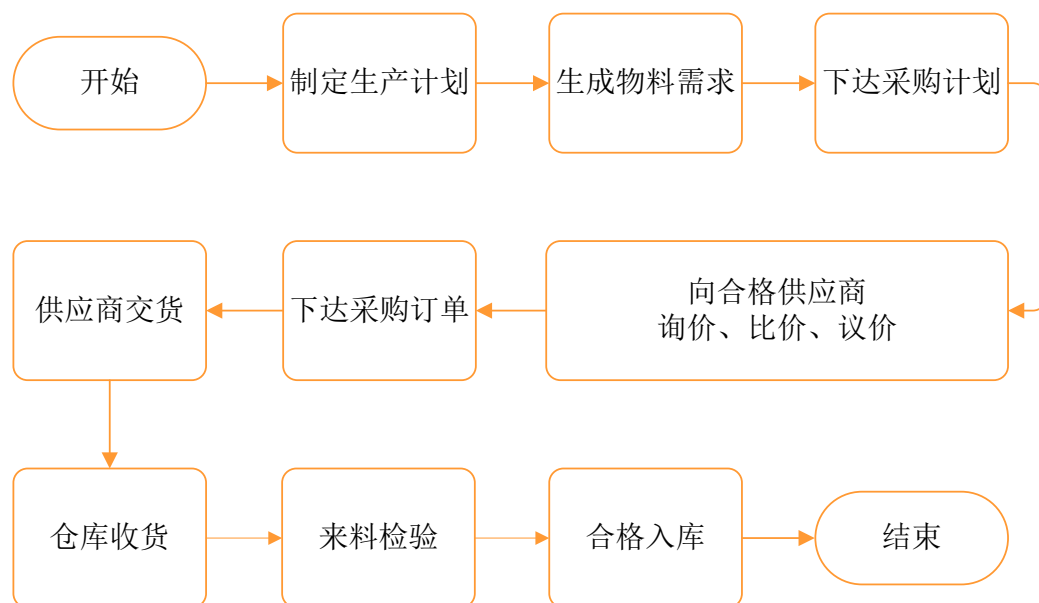 开始
制定生产计划
生成物料需求
下达采购计划
向合格供应商
询价、比价、议价
下达采购订单
供应商交货
仓库收货
来料检验
合格入库
结束